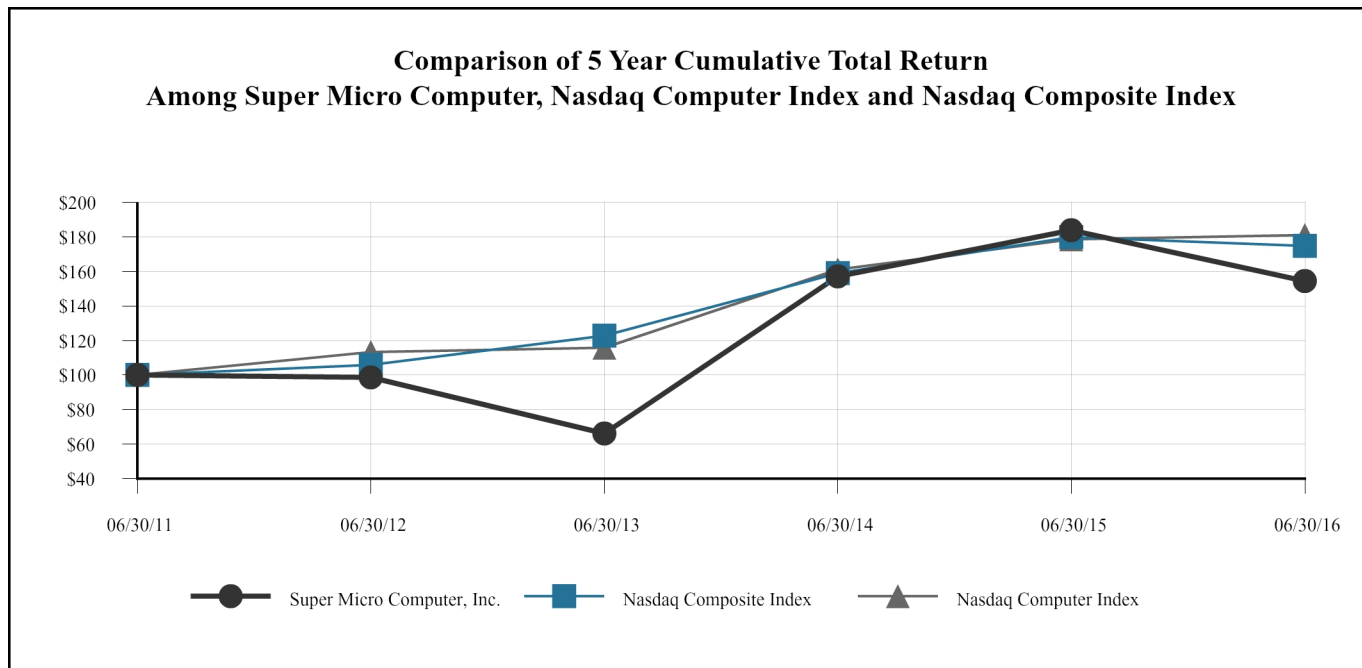 Comparison of 5 Year Cumulative Total Return
Among Super Micro Computer, Nasdaq Computer Index and Nasdaq Composite Index
$200
$180
$160
$140
$120
$100
$80
$60
$40
06/30/11 06/30/12 06/30/13 06/30/14 06/30/15 06/30/16
Super Micro Computer, Inc. Nasdaq Composite Index Nasdaq Computer Index